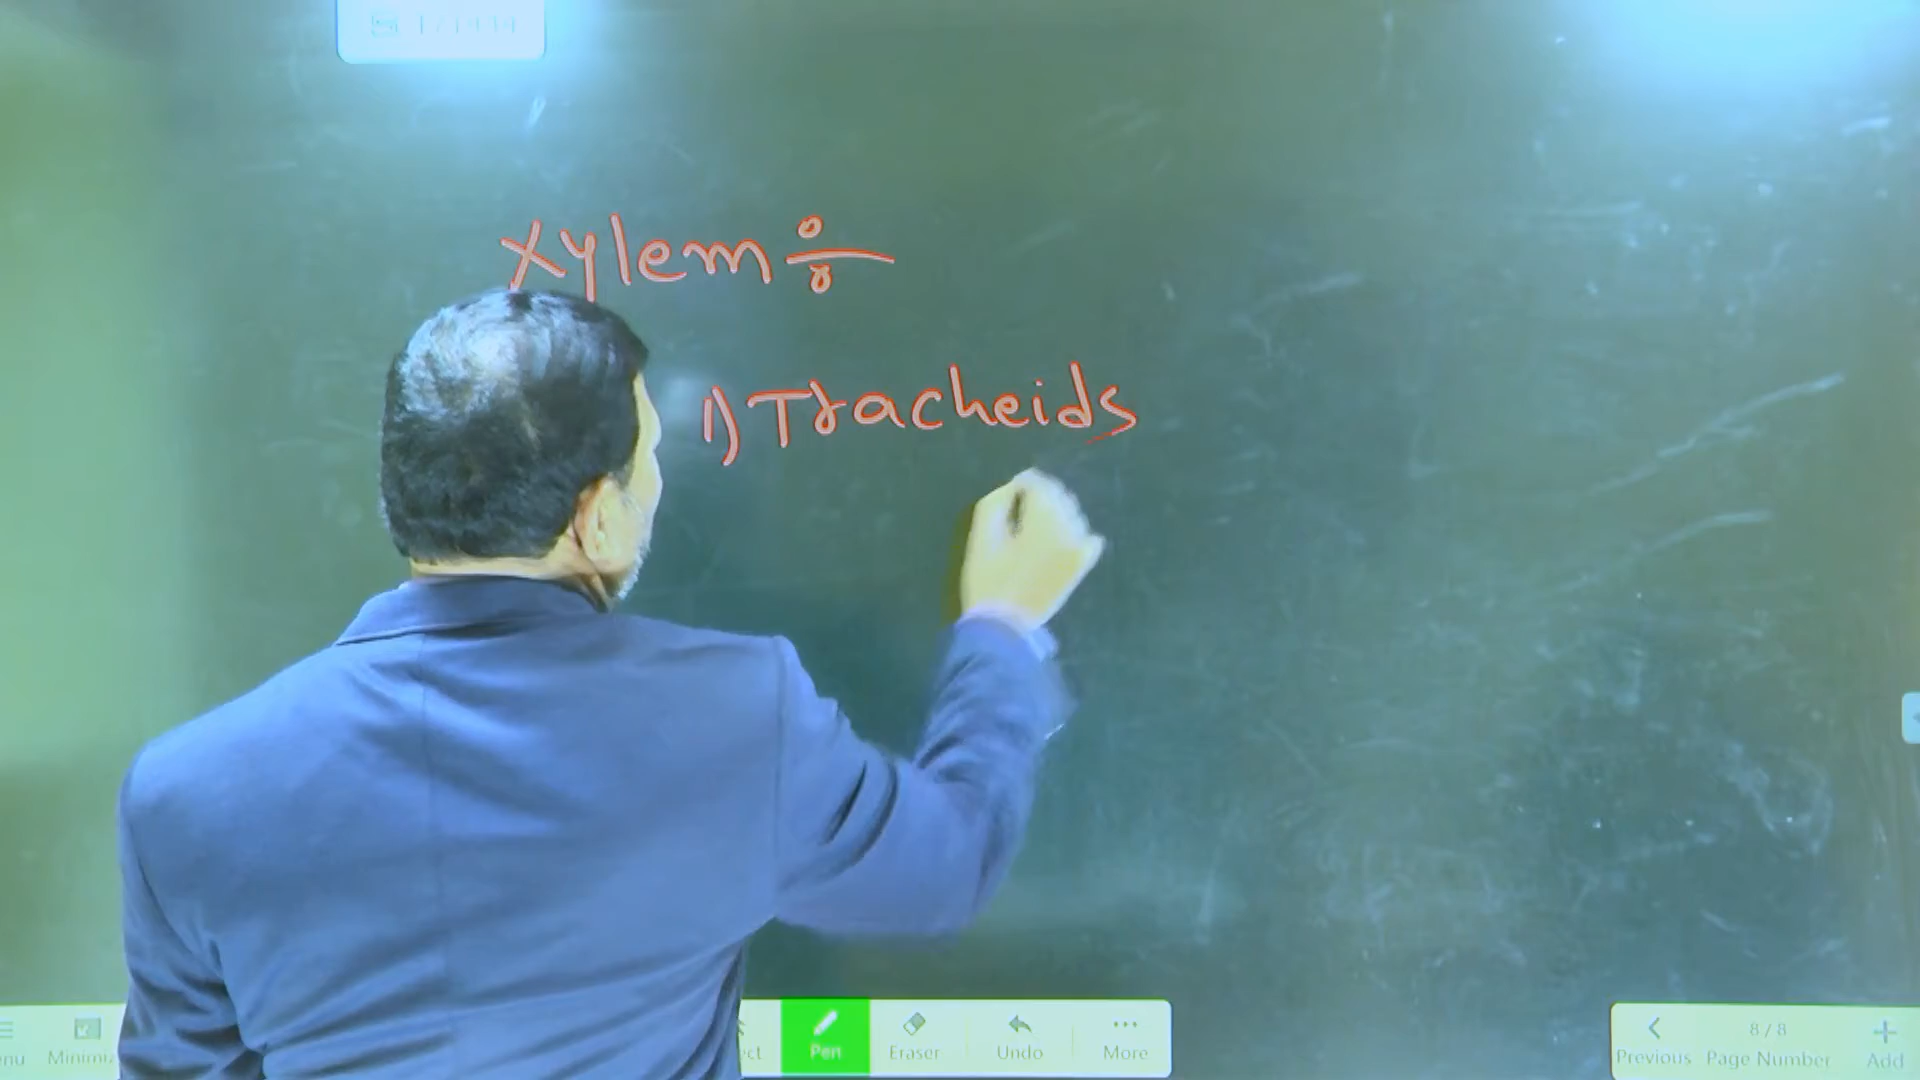 Xylem ÷
1) Tracheids
Pen
Eraser
Undo
More
8/8
Previous
Page Number
Add